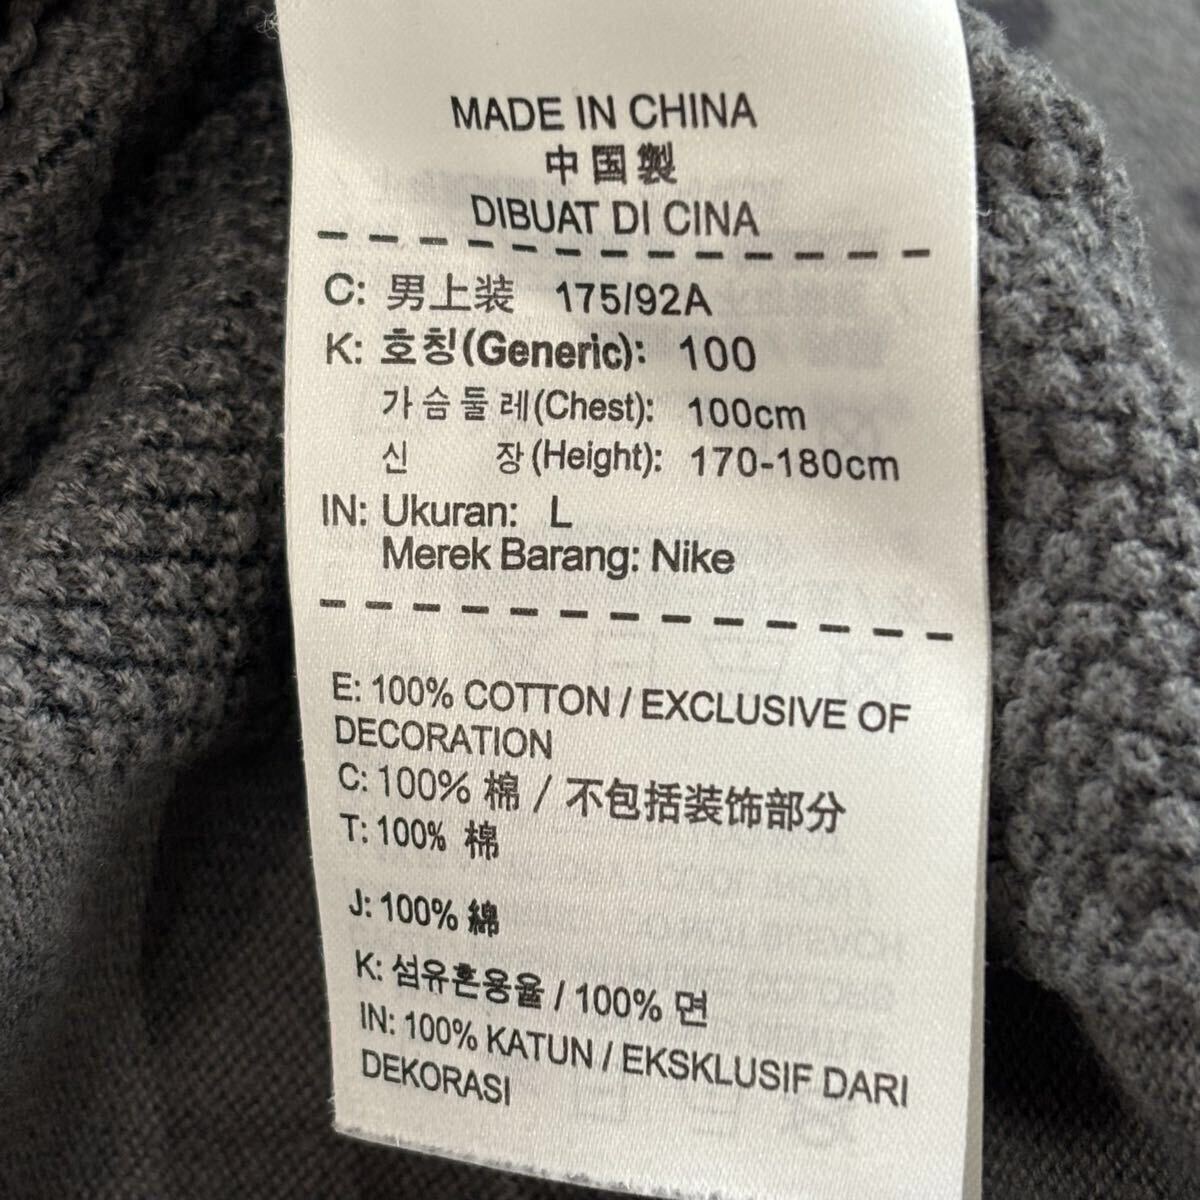 MADE IN CHINA
中国製
DIBUAT DI CINA
C: 男上装 175/92A
K: 호칭(Generic): 100
가슴둘레(Chest): 100cm
신 장(Height): 170-180cm
IN: Ukuran: L
Merek Barang: Nike
E: 100% COTTON / EXCLUSIVE OF
DECORATION
C: 100% 棉 / 不包括装饰部分
T: 100% 棉
J: 100% 綿
K: 섬유혼용율 / 100% 면
IN: 100% KATUN / EKSKLUSIF DARI
DEKORASI